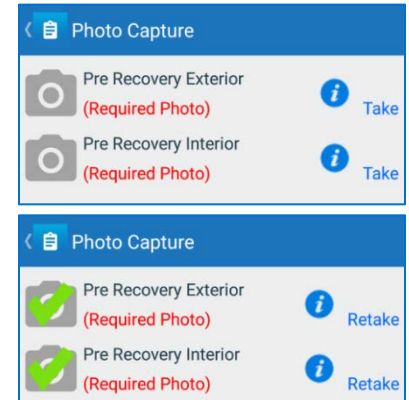 Photo Capture
Pre Recovery Exterior
(Required Photo)
Take
Pre Recovery Interior
(Required Photo)
Take
Photo Capture
Pre Recovery Exterior
(Required Photo)
Retake
Pre Recovery Interior
(Required Photo)
Retake